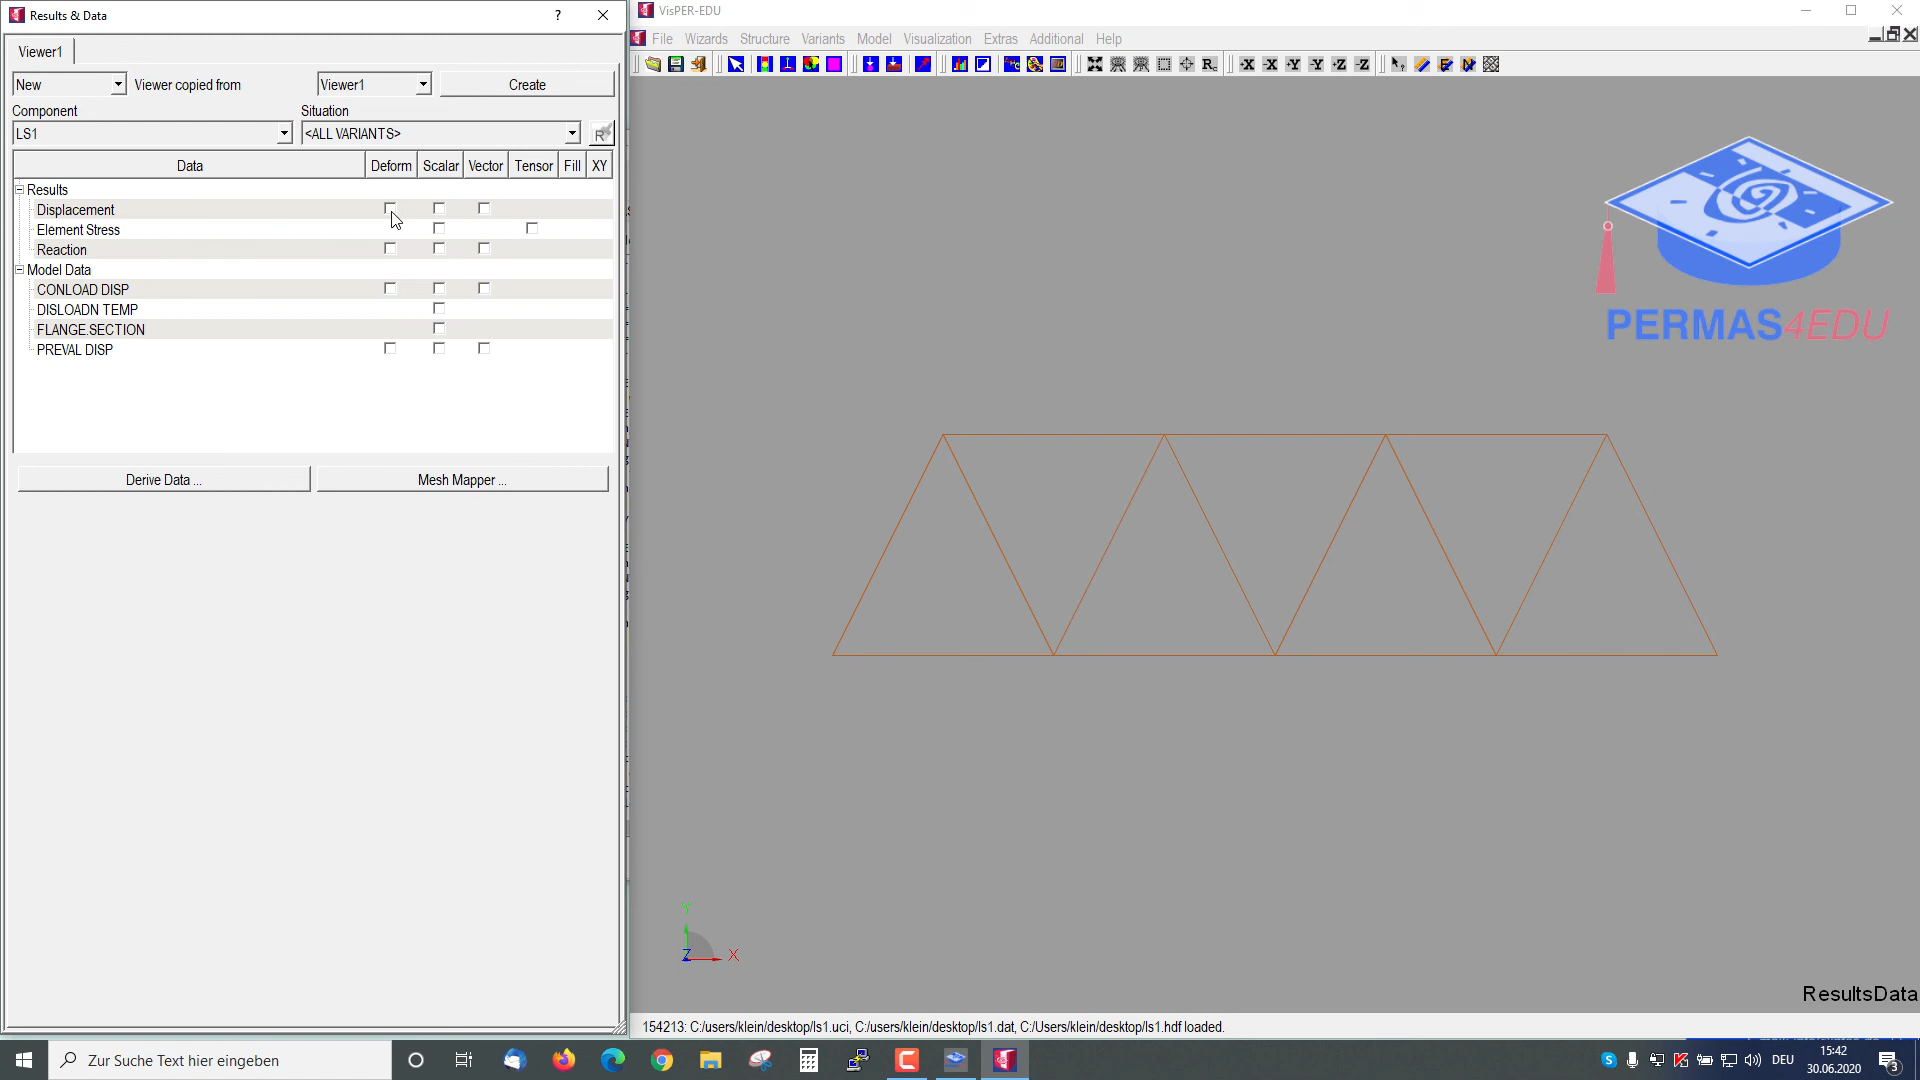 Results & Data
?
VisPER-EDU
Viewer1
File Wizards Structure Variants Model Visualization Extras Additional Help
New
Viewer copied from
Viewer1
Create
Component
Situation
LS1
<ALL VARIANTS>
R
Data Deform Scalar Vector Tensor Fill XY
Results
Displacement
Element Stress
Reaction
Model Data
CONLOAD DISP
DISLOADN TEMP
FLANGE.SECTION
PREVAL DISP
Derive Data ...
Mesh Mapper ...
PERMAS4EDU
Y
Z
X
ResultsData
154213: C:/users/klein/desktop/ls1.uci, C:/users/klein/desktop/ls1.dat, C:/Users/klein/desktop/ls1.hdf loaded.
Zur Suche Text hier eingeben
DEU
15:42
30.06.2020
3